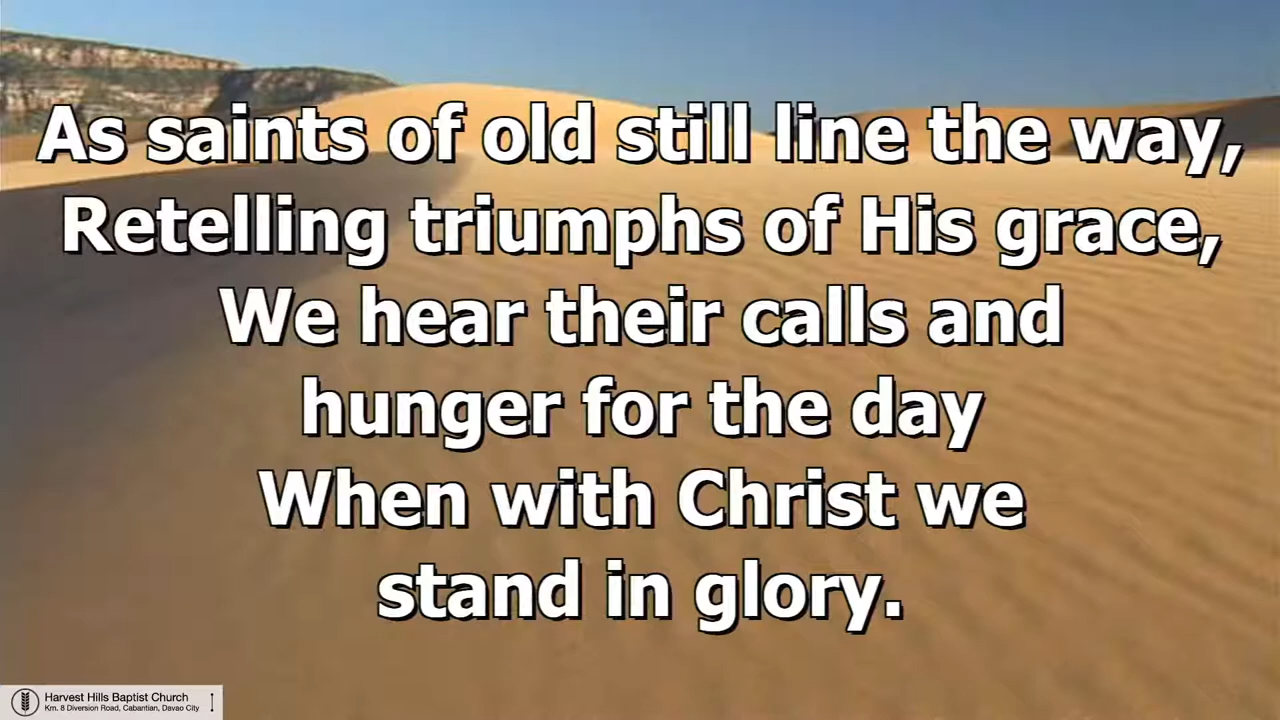 As saints of old still line the way,
Retelling triumphs of His grace,
We hear their calls and
hunger for the day
When with Christ we
stand in glory.
Harvest Hills Baptist Church
Km. 8 Diversion Road, Cabantian, Davao City